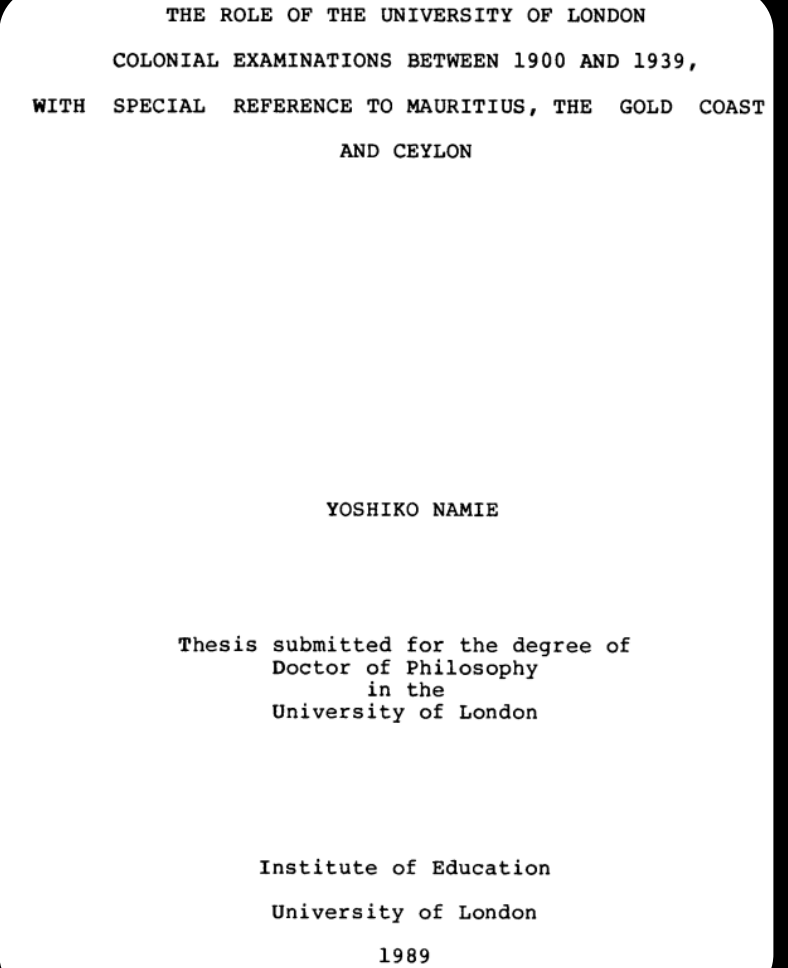 THE ROLE OF THE UNIVERSITY OF LONDON
COLONIAL EXAMINATIONS BETWEEN 1900 AND 1939,
WITH SPECIAL REFERENCE TO MAURITIUS, THE GOLD COAST
AND CEYLON
YOSHIKO NAMIE
Thesis submitted for the degree of
Doctor of Philosophy
in the
University of London
Institute of Education
University of London
1989